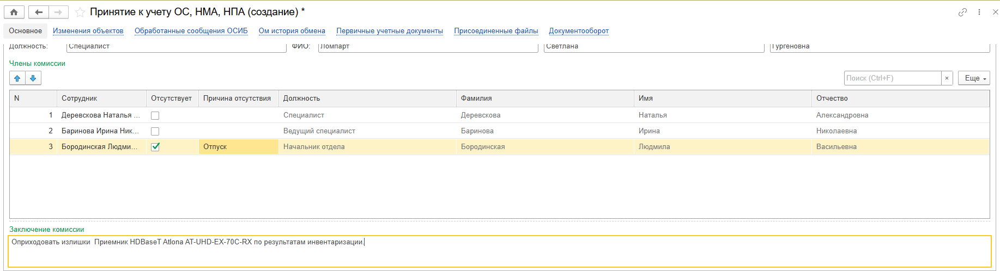 Принятие к учету ОС, НМА, НПА (создание) *
Основное Изменения объектов Обработанные сообщения ОСИБ Ом история обмена Первичные учетные документы Присоединенные файлы Документооборот
Должность: Специалист ФИО: Ломпарт Светлана Гургеновна
Члены комиссии
Поиск (Ctrl+F) × Еще
N Сотрудник Отсутствует Причина отсутствия Должность Фамилия Имя Отчество
1 Деревскова Наталья ... Специалист Деревскова Наталья Александровна
2 Баринова Ирина Ник... Ведущий специалист Баринова Ирина Николаевна
3 Бородинская Людми... Отпуск Начальник отдела Бородинская Людмила Васильевна
Заключение комиссии
Оприходовать излишки  Приемник HDBaseT Atlona AT-UHD-EX-70C-RX по результатам инвентаризации.